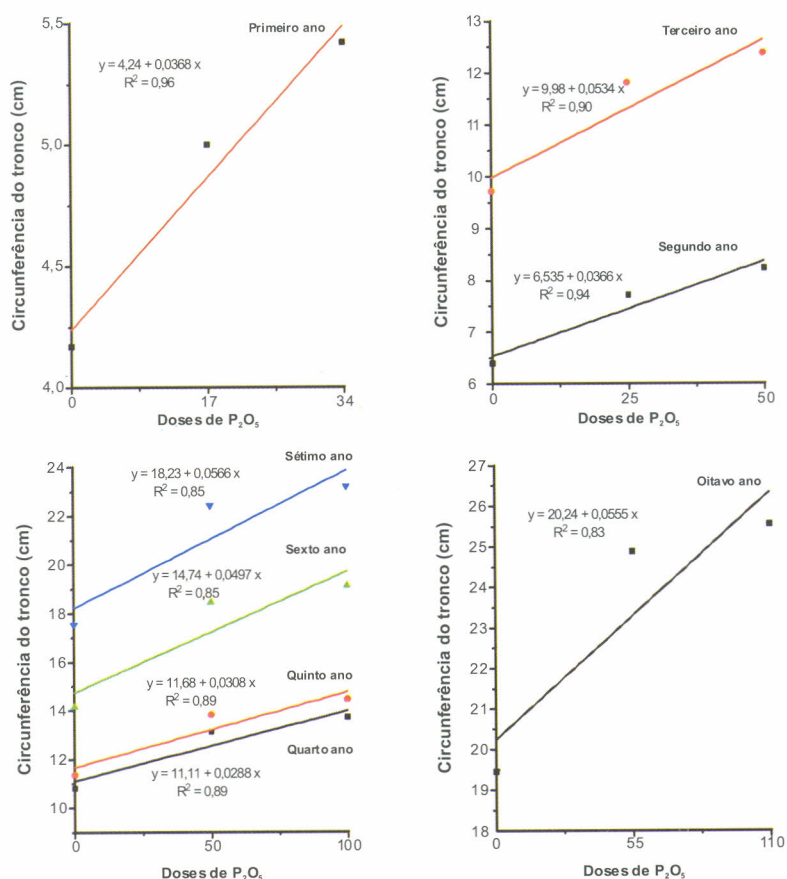 Primeiro ano
y = 4,24 + 0,0368 x
R² = 0,96
5,5
5,0
4,5
4,0
0 17 34
Circunferência do tronco (cm)
Doses de P₂O₅
Terceiro ano
y = 9,98 + 0,0534 x
R² = 0,90
Segundo ano
y = 6,535 + 0,0366x
R² = 0,94
13
12
11
10
9
8
7
6
0 25 50
Circunferência do tronco (cm)
Doses de P₂O₅
Sétimo ano
y = 18,23 + 0,0566 x
R² = 0,85
Sexto ano
y = 14,74 + 0,0497 x
R² = 0,85
Quinto ano
y = 11,68 + 0,0308 x
R² = 0,89
Quarto ano
y = 11,11 + 0,0288 x
R² = 0,89
24
22
20
18
16
14
12
10
0 50 100
Circunferência do tronco (cm)
Doses de P₂O₅
Oitavo ano
y = 20,24 + 0,0555 x
R² = 0,83
27
26
25
24
23
22
21
20
19
18
0 55 110
Circunferência do tronco (cm)
Doses de P₂O₅